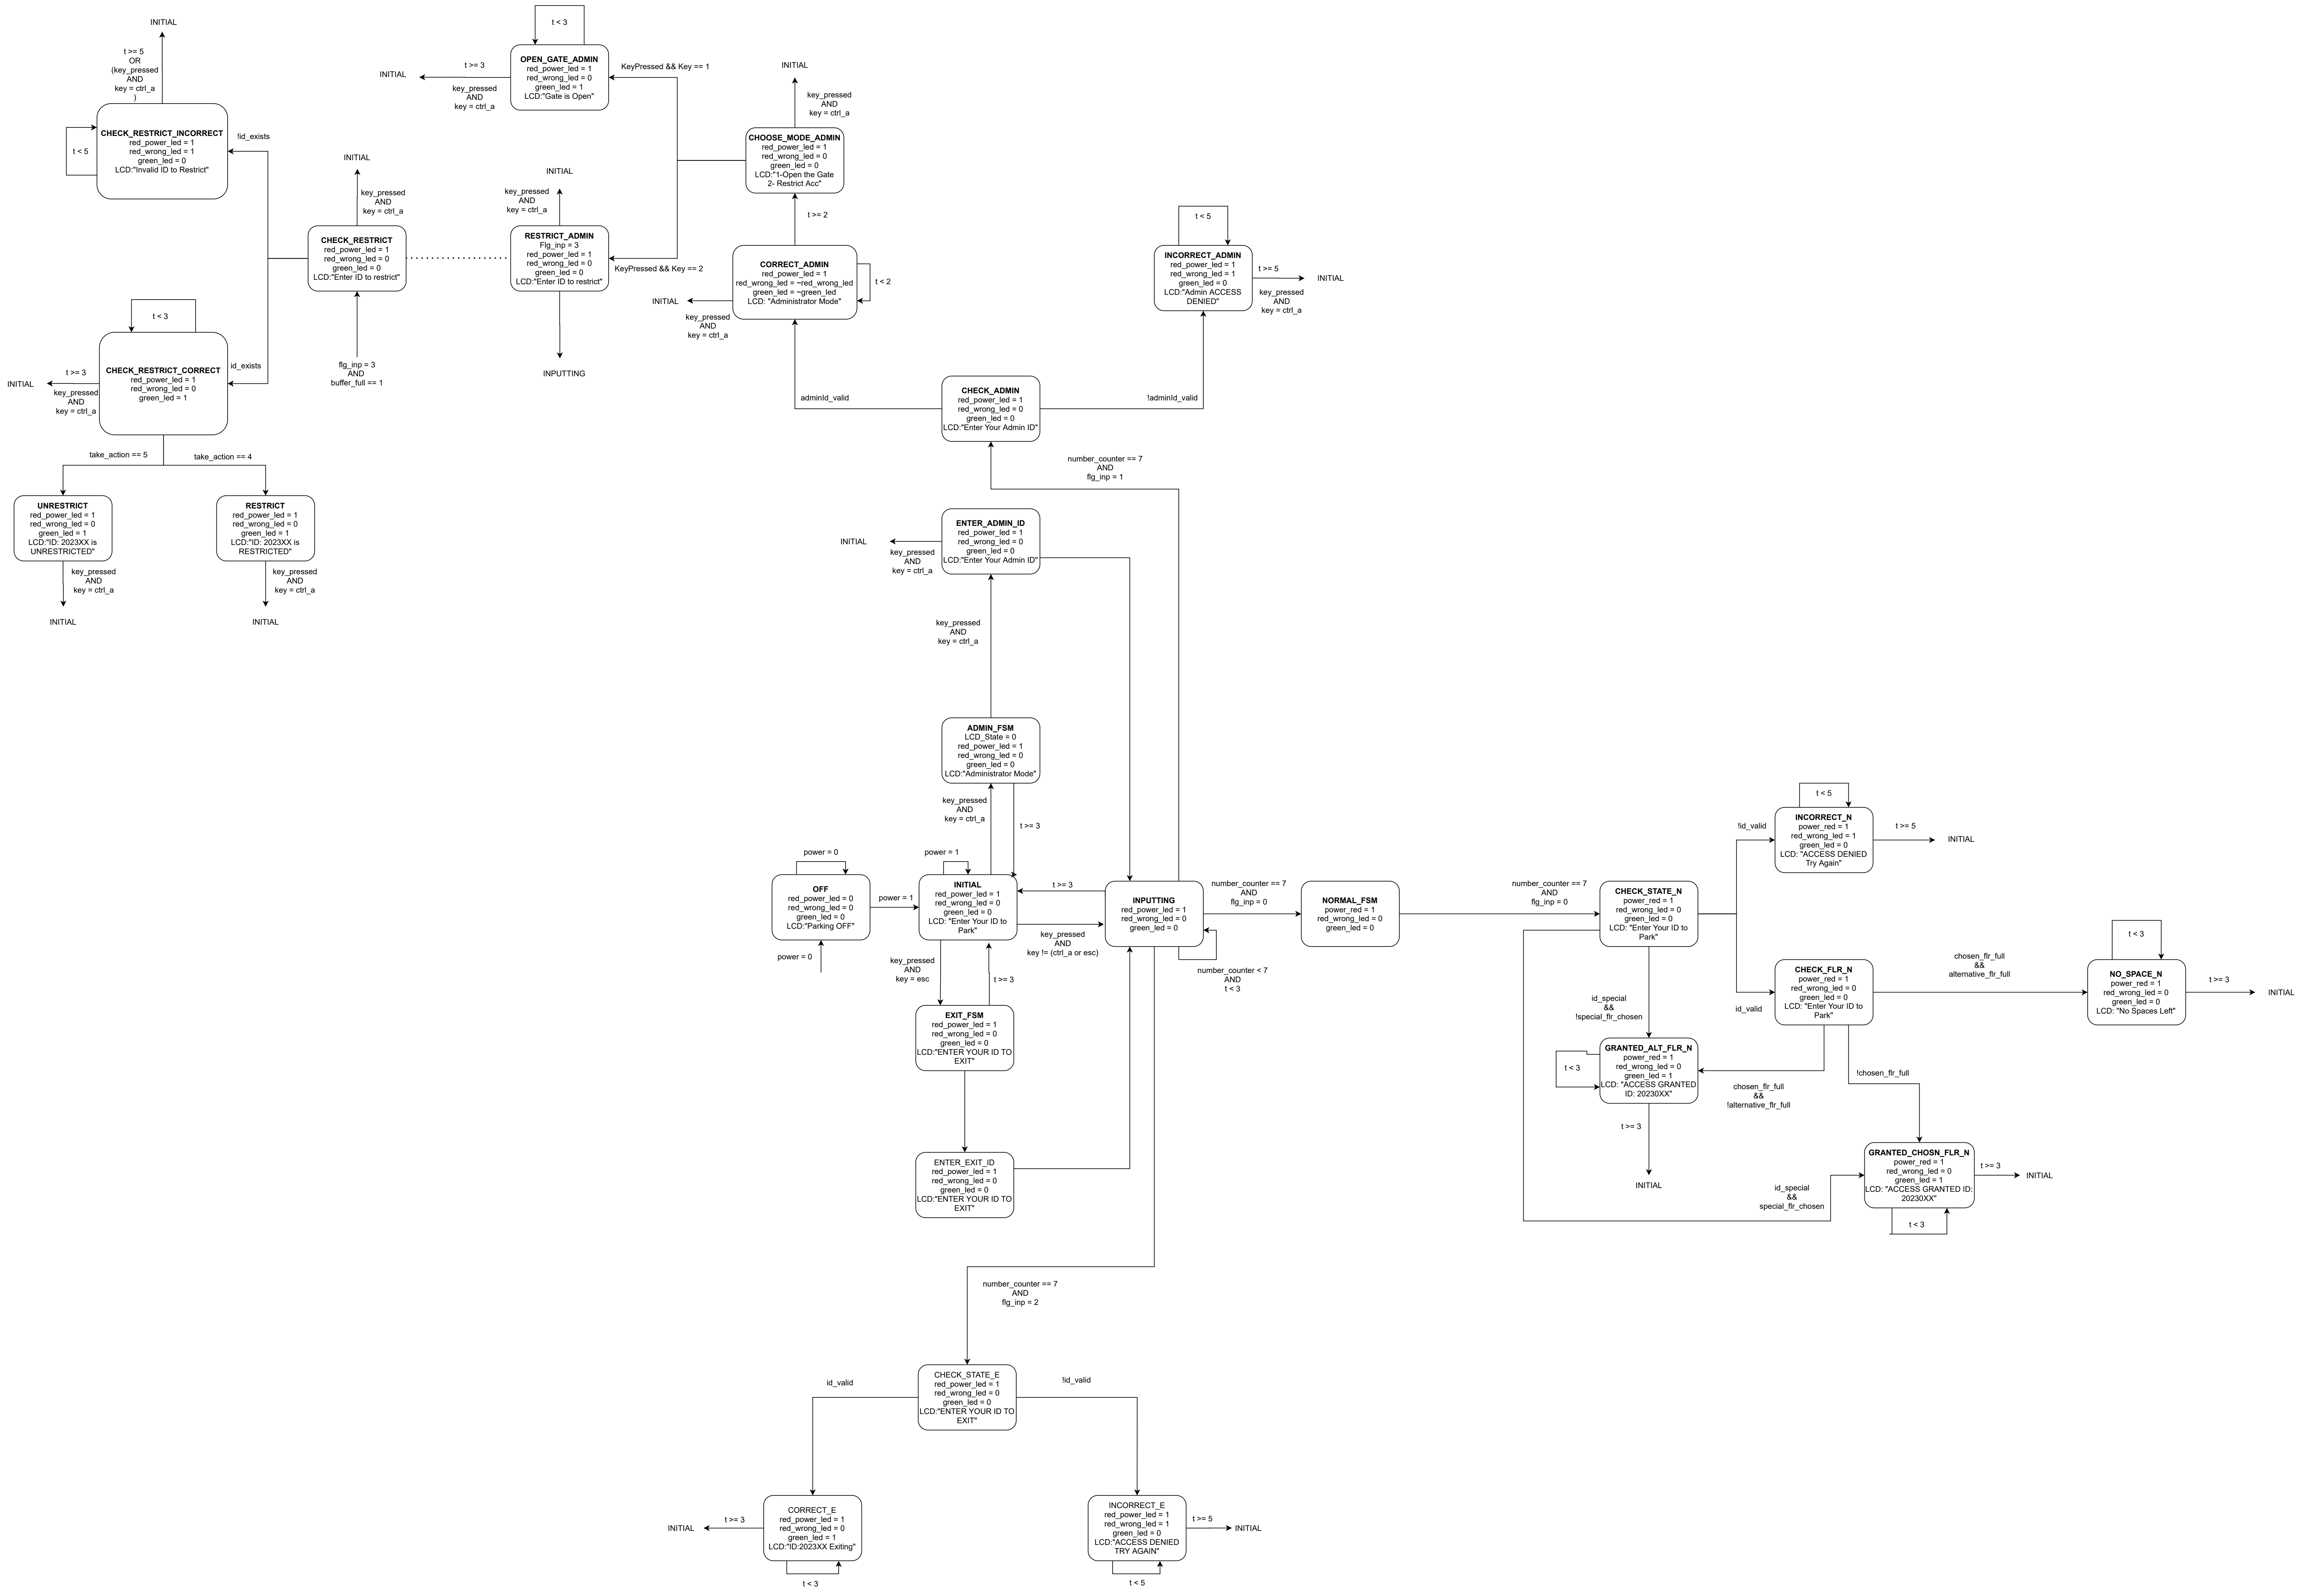 INITIAL
t >= 5
OR
(key_pressed
AND
key = ctrl_a
)
CHECK_RESTRICT_INCORRECT
red_power_led = 1
red_wrong_led = 1
green_led = 0
LCD:"Invalid ID to Restrict"
t < 5
!id_exists
INITIAL
key_pressed
AND
key = ctrl_a
CHECK_RESTRICT
red_power_led = 1
red_wrong_led = 0
green_led = 0
LCD:"Enter ID to restrict"
flg_inp = 3
AND
buffer_full == 1
t < 3
CHECK_RESTRICT_CORRECT
red_power_led = 1
red_wrong_led = 0
green_led = 1
id_exists
INITIAL
t >= 3
key_pressed
AND
key = ctrl_a
take_action == 5
take_action == 4
UNRESTRICT
red_power_led = 1
red_wrong_led = 0
green_led = 1
LCD:"ID: 2023XX is
UNRESTRICTED"
key_pressed
AND
key = ctrl_a
INITIAL
RESTRICT
red_power_led = 1
red_wrong_led = 0
green_led = 1
LCD:"ID: 2023XX is
RESTRICTED"
key_pressed
AND
key = ctrl_a
INITIAL
t < 3
OPEN_GATE_ADMIN
red_power_led = 1
red_wrong_led = 0
green_led = 1
LCD:"Gate is Open"
INITIAL
t >= 3
key_pressed
AND
key = ctrl_a
KeyPressed && Key == 1
INITIAL
key_pressed
AND
key = ctrl_a
RESTRICT_ADMIN
Flg_inp = 3
red_power_led = 1
red_wrong_led = 0
green_led = 0
LCD:"Enter ID to restrict"
KeyPressed && Key == 2
INPUTTING
INITIAL
key_pressed
AND
key = ctrl_a
CHOOSE_MODE_ADMIN
red_power_led = 1
red_wrong_led = 0
green_led = 0
LCD:"1-Open the Gate
2- Restrict Acc"
t >= 2
CORRECT_ADMIN
red_power_led = 1
red_wrong_led = ~red_wrong_led
green_led = ~green_led
LCD: "Administrator Mode"
t < 2
INITIAL
key_pressed
AND
key = ctrl_a
t < 5
INCORRECT_ADMIN
red_power_led = 1
red_wrong_led = 1
green_led = 0
LCD:"Admin ACCESS
DENIED"
t >= 5
key_pressed
AND
key = ctrl_a
INITIAL
adminId_valid
CHECK_ADMIN
red_power_led = 1
red_wrong_led = 0
green_led = 0
LCD:"Enter Your Admin ID"
!adminId_valid
number_counter == 7
AND
flg_inp = 1
ENTER_ADMIN_ID
red_power_led = 1
red_wrong_led = 0
green_led = 0
LCD:"Enter Your Admin ID"
INITIAL
key_pressed
AND
key = ctrl_a
key_pressed
AND
key = ctrl_a
ADMIN_FSM
LCD_State = 0
red_power_led = 1
red_wrong_led = 0
green_led = 0
LCD:"Administrator Mode"
key_pressed
AND
key = ctrl_a
t >= 3
power = 0
OFF
red_power_led = 0
red_wrong_led = 0
green_led = 0
LCD:"Parking OFF"
power = 0
power = 1
power = 1
INITIAL
red_power_led = 1
red_wrong_led = 0
green_led = 0
LCD: "Enter Your ID to
Park"
t >= 3
key_pressed
AND
key != (ctrl_a or esc)
key_pressed
AND
key = esc
t >= 3
INPUTTING
red_power_led = 1
red_wrong_led = 0
green_led = 0
number_counter < 7
AND
t < 3
number_counter == 7
AND
flg_inp = 0
NORMAL_FSM
power_red = 1
red_wrong_led = 0
green_led = 0
number_counter == 7
AND
flg_inp = 0
CHECK_STATE_N
power_red = 1
red_wrong_led = 0
green_led = 0
LCD: "Enter Your ID to
Park"
!id_valid
t < 5
INCORRECT_N
power_red = 1
red_wrong_led = 1
green_led = 0
LCD: "ACCESS DENIED
Try Again"
t >= 5
INITIAL
id_valid
CHECK_FLR_N
power_red = 1
red_wrong_led = 0
green_led = 0
LCD: "Enter Your ID to
Park"
chosen_flr_full
&&
alternative_flr_full
t < 3
NO_SPACE_N
power_red = 1
red_wrong_led = 0
green_led = 0
LCD: "No Spaces Left"
t >= 3
INITIAL
id_special
&&
!special_flr_chosen
GRANTED_ALT_FLR_N
power_red = 1
red_wrong_led = 0
green_led = 1
LCD: "ACCESS GRANTED
ID: 20230XX"
t < 3
t >= 3
INITIAL
chosen_flr_full
&&
!alternative_flr_full
!chosen_flr_full
GRANTED_CHOSN_FLR_N
power_red = 1
red_wrong_led = 0
green_led = 1
LCD: "ACCESS GRANTED ID:
20230XX"
t >= 3
INITIAL
t < 3
id_special
&&
special_flr_chosen
EXIT_FSM
red_power_led = 1
red_wrong_led = 0
green_led = 0
LCD:"ENTER YOUR ID TO
EXIT"
ENTER_EXIT_ID
red_power_led = 1
red_wrong_led = 0
green_led = 0
LCD:"ENTER YOUR ID TO
EXIT"
number_counter == 7
AND
flg_inp = 2
id_valid
CHECK_STATE_E
red_power_led = 1
red_wrong_led = 0
green_led = 0
LCD:"ENTER YOUR ID TO
EXIT"
!id_valid
INITIAL
t >= 3
CORRECT_E
red_power_led = 1
red_wrong_led = 0
green_led = 1
LCD:"ID:2023XX Exiting"
t < 3
INCORRECT_E
red_power_led = 1
red_wrong_led = 1
green_led = 0
LCD:"ACCESS DENIED
TRY AGAIN"
t >= 5
INITIAL
t < 5